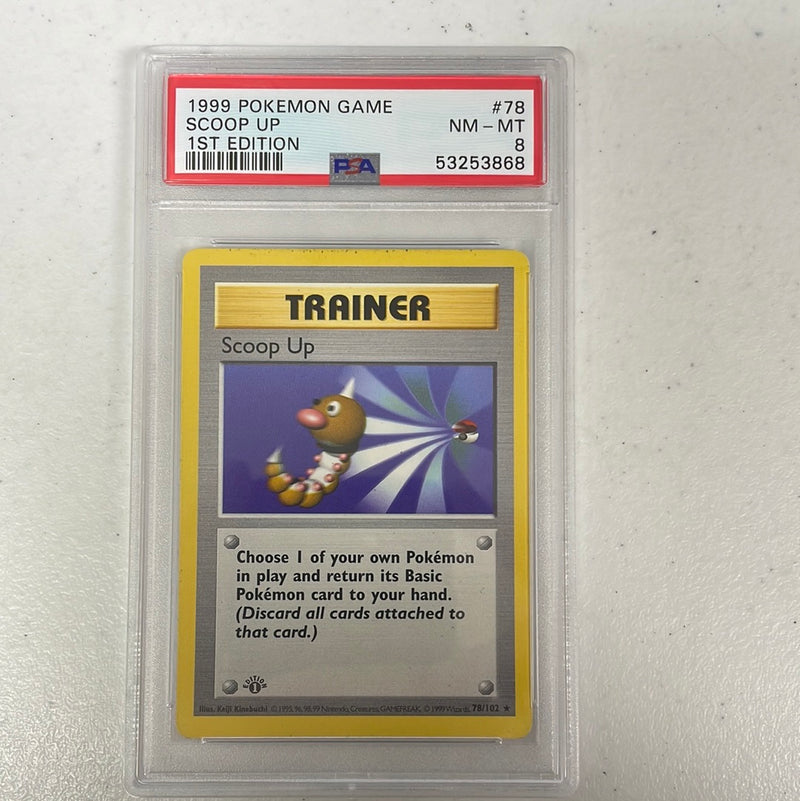 1999 POKEMON GAME #78
SCOOP UP NM - MT
1ST EDITION 8
PSA 53253868
TRAINER
Scoop Up
Choose 1 of your own Pokémon
in play and return its Basic
Pokémon card to your hand.
(Discard all cards attached to
that card.)
EDITION
1
Illus. Keiji Kinebuchi © 1995, 96, 98, 99 Nintendo, Creatures, GAMEFREAK. © 1999 Wizards. 78/102 ★